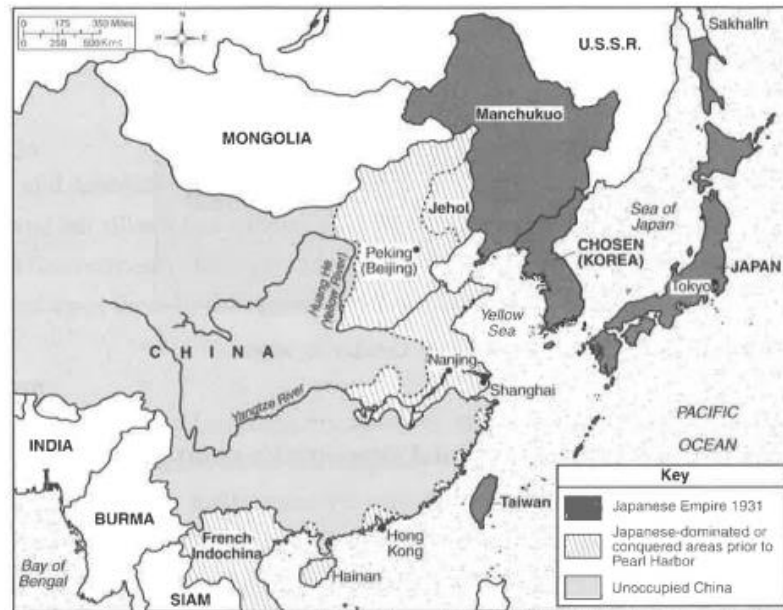 0 175 350 Miles
0 250 500 Kms
N
W E
S
U.S.S.R.
Sakhalin
MONGOLIA
Manchukuo
Jehol
Sea of
Japan
Peking
(Beijing)
CHOSEN
(KOREA)
JAPAN
Tokyo
Huang He
(Yellow River)
Yellow
Sea
CHINA
Nanjing
Shanghai
Yangtze River
PACIFIC
OCEAN
INDIA
BURMA
Taiwan
French
Indochina
Hong
Kong
Hainan
Bay of
Bengal
SIAM
Key
Japanese Empire 1931
Japanese-dominated or
conquered areas prior to
Pearl Harbor
Unoccupied China